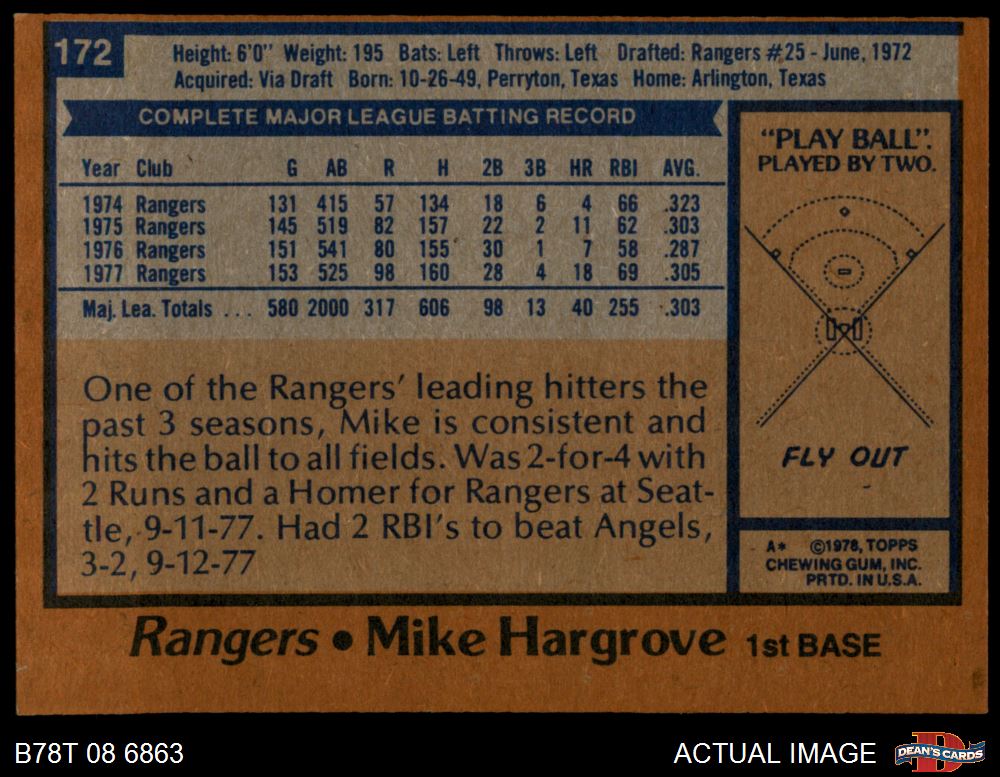 172
Height: 6'0" Weight: 195 Bats: Left Throws: Left Drafted: Rangers #25 - June, 1972
Acquired: Via Draft Born: 10-26-49, Perryton, Texas Home: Arlington, Texas
COMPLETE MAJOR LEAGUE BATTING RECORD
Year Club G AB R H 2B 3B HR RBI AVG.
1974 Rangers 131 415 57 134 18 6 4 66 .323
1975 Rangers 145 519 82 157 22 2 11 62 .303
1976 Rangers 151 541 80 155 30 1 7 58 .287
1977 Rangers 153 525 98 160 28 4 18 69 .305
Maj. Lea. Totals ... 580 2000 317 606 98 13 40 255 .303
One of the Rangers' leading hitters the
past 3 seasons, Mike is consistent and
hits the ball to all fields. Was 2-for-4 with
2 Runs and a Homer for Rangers at Seat-
tle, 9-11-77. Had 2 RBI's to beat Angels,
3-2, 9-12-77
"PLAY BALL".
PLAYED BY TWO.
FLY OUT
A* ©1978, TOPPS
CHEWING GUM, INC.
PRTD. IN U.S.A.
Rangers • Mike Hargrove 1st BASE
B78T 08 6863
ACTUAL IMAGE
D
DEAN'S CARDS